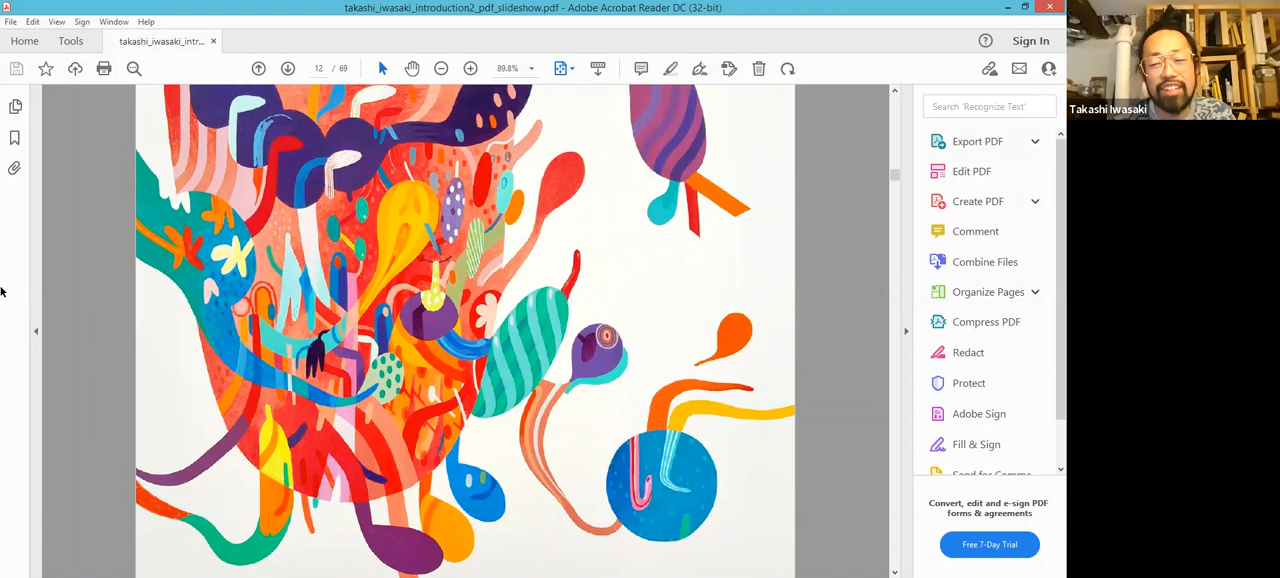 takashi_iwasaki_introduction2_pdf_slideshow.pdf - Adobe Acrobat Reader DC (32-bit)
File Edit View Sign Window Help
Home Tools takashi_iwasaki_intr... × Sign In
12 / 69 89.8%
Takashi Iwasaki
Search 'Recognize Text'
Export PDF
Edit PDF
Create PDF
Comment
Combine Files
Organize Pages
Compress PDF
Redact
Protect
Adobe Sign
Fill & Sign
Send for Comme
Convert, edit and e-sign PDF
forms & agreements
Free 7-Day Trial